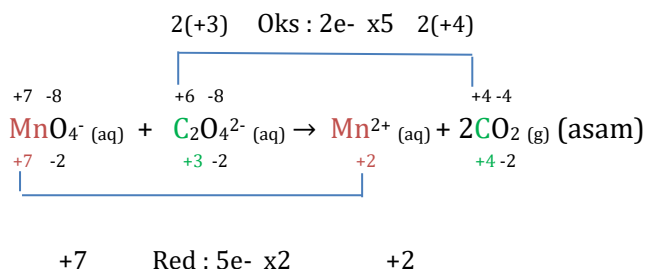 2(+3) Oks : 2e- x5 2(+4)
+7 -8 +6 -8 +4 -4
MnO₄⁻ (aq) + C₂O₄²⁻ (aq) → Mn²⁺ (aq) + 2CO₂ (g) (asam)
+7 -2 +3 -2 +2 +4 -2
+7 Red : 5e- x2 +2